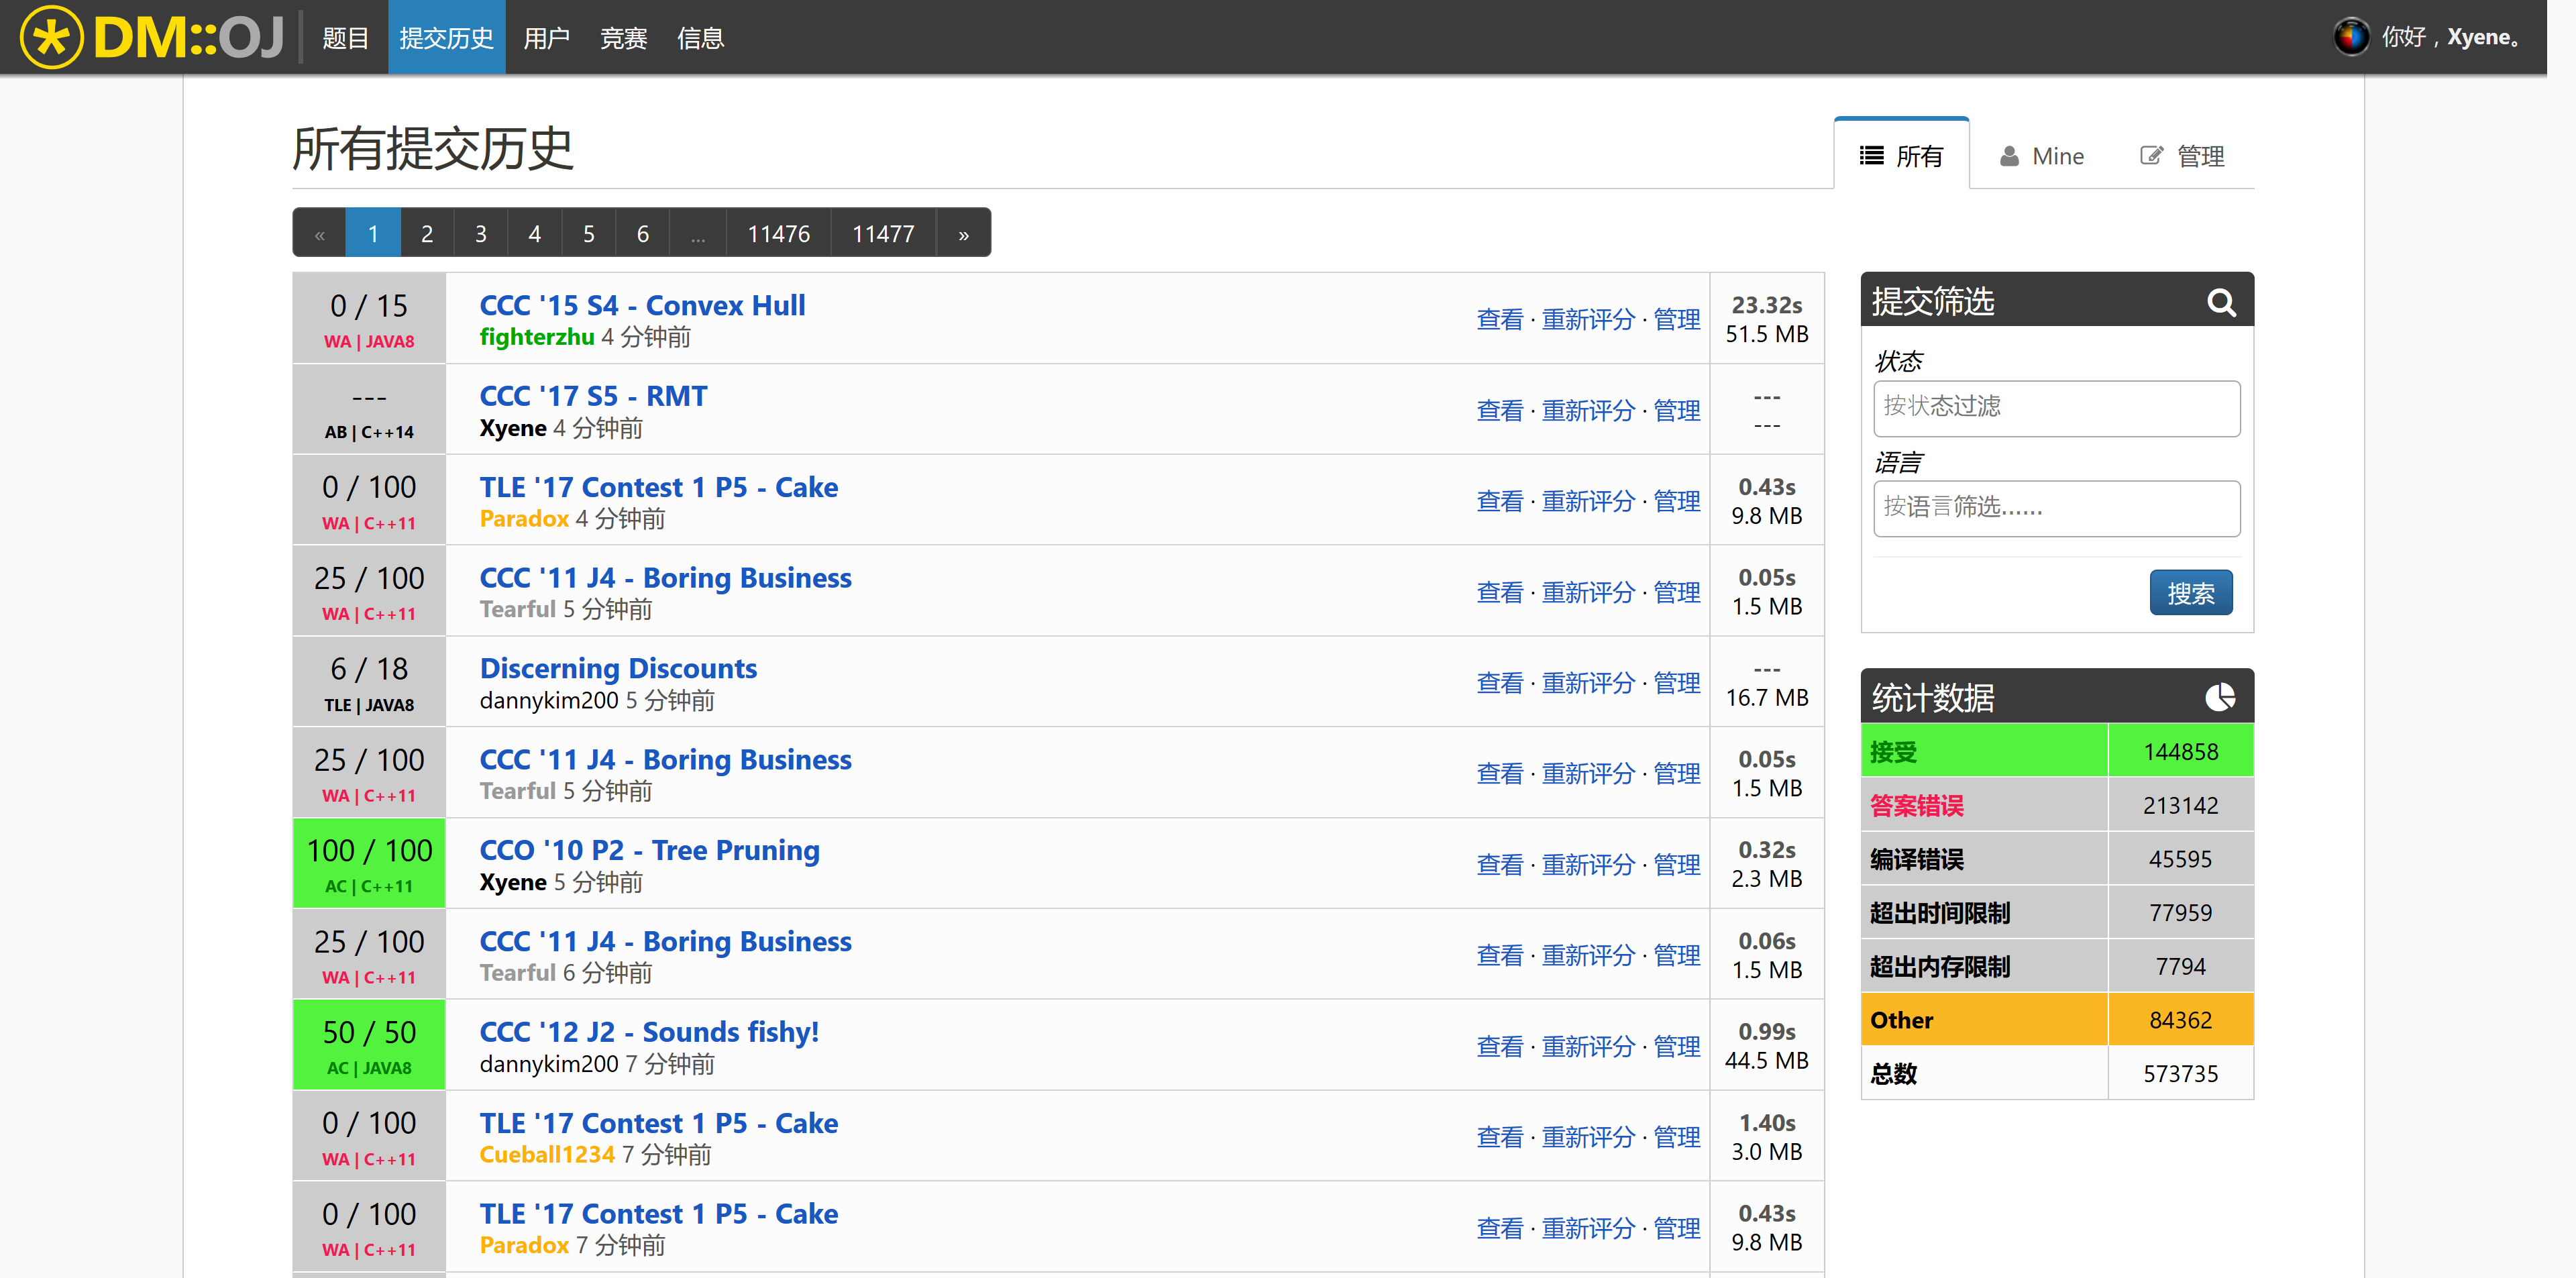 DM::OJ 题目 提交历史 用户 竞赛 信息 你好，Xyene。
所有提交历史 所有 Mine 管理
« 1 2 3 4 5 6 ... 11476 11477 »
0 / 15
WA | JAVA8
CCC '15 S4 - Convex Hull
fighterzhu 4 分钟前
查看 · 重新评分 · 管理
23.32s
51.5 MB
---
AB | C++14
CCC '17 S5 - RMT
Xyene 4 分钟前
查看 · 重新评分 · 管理
---
---
0 / 100
WA | C++11
TLE '17 Contest 1 P5 - Cake
Paradox 4 分钟前
查看 · 重新评分 · 管理
0.43s
9.8 MB
25 / 100
WA | C++11
CCC '11 J4 - Boring Business
Tearful 5 分钟前
查看 · 重新评分 · 管理
0.05s
1.5 MB
6 / 18
TLE | JAVA8
Discerning Discounts
dannykim200 5 分钟前
查看 · 重新评分 · 管理
---
16.7 MB
25 / 100
WA | C++11
CCC '11 J4 - Boring Business
Tearful 5 分钟前
查看 · 重新评分 · 管理
0.05s
1.5 MB
100 / 100
AC | C++11
CCO '10 P2 - Tree Pruning
Xyene 5 分钟前
查看 · 重新评分 · 管理
0.32s
2.3 MB
25 / 100
WA | C++11
CCC '11 J4 - Boring Business
Tearful 6 分钟前
查看 · 重新评分 · 管理
0.06s
1.5 MB
50 / 50
AC | JAVA8
CCC '12 J2 - Sounds fishy!
dannykim200 7 分钟前
查看 · 重新评分 · 管理
0.99s
44.5 MB
0 / 100
WA | C++11
TLE '17 Contest 1 P5 - Cake
Cueball1234 7 分钟前
查看 · 重新评分 · 管理
1.40s
3.0 MB
0 / 100
WA | C++11
TLE '17 Contest 1 P5 - Cake
Paradox 7 分钟前
查看 · 重新评分 · 管理
0.43s
9.8 MB
提交筛选
状态
按状态过滤
语言
按语言筛选......
搜索
统计数据
接受 144858
答案错误 213142
编译错误 45595
超出时间限制 77959
超出内存限制 7794
Other 84362
总数 573735